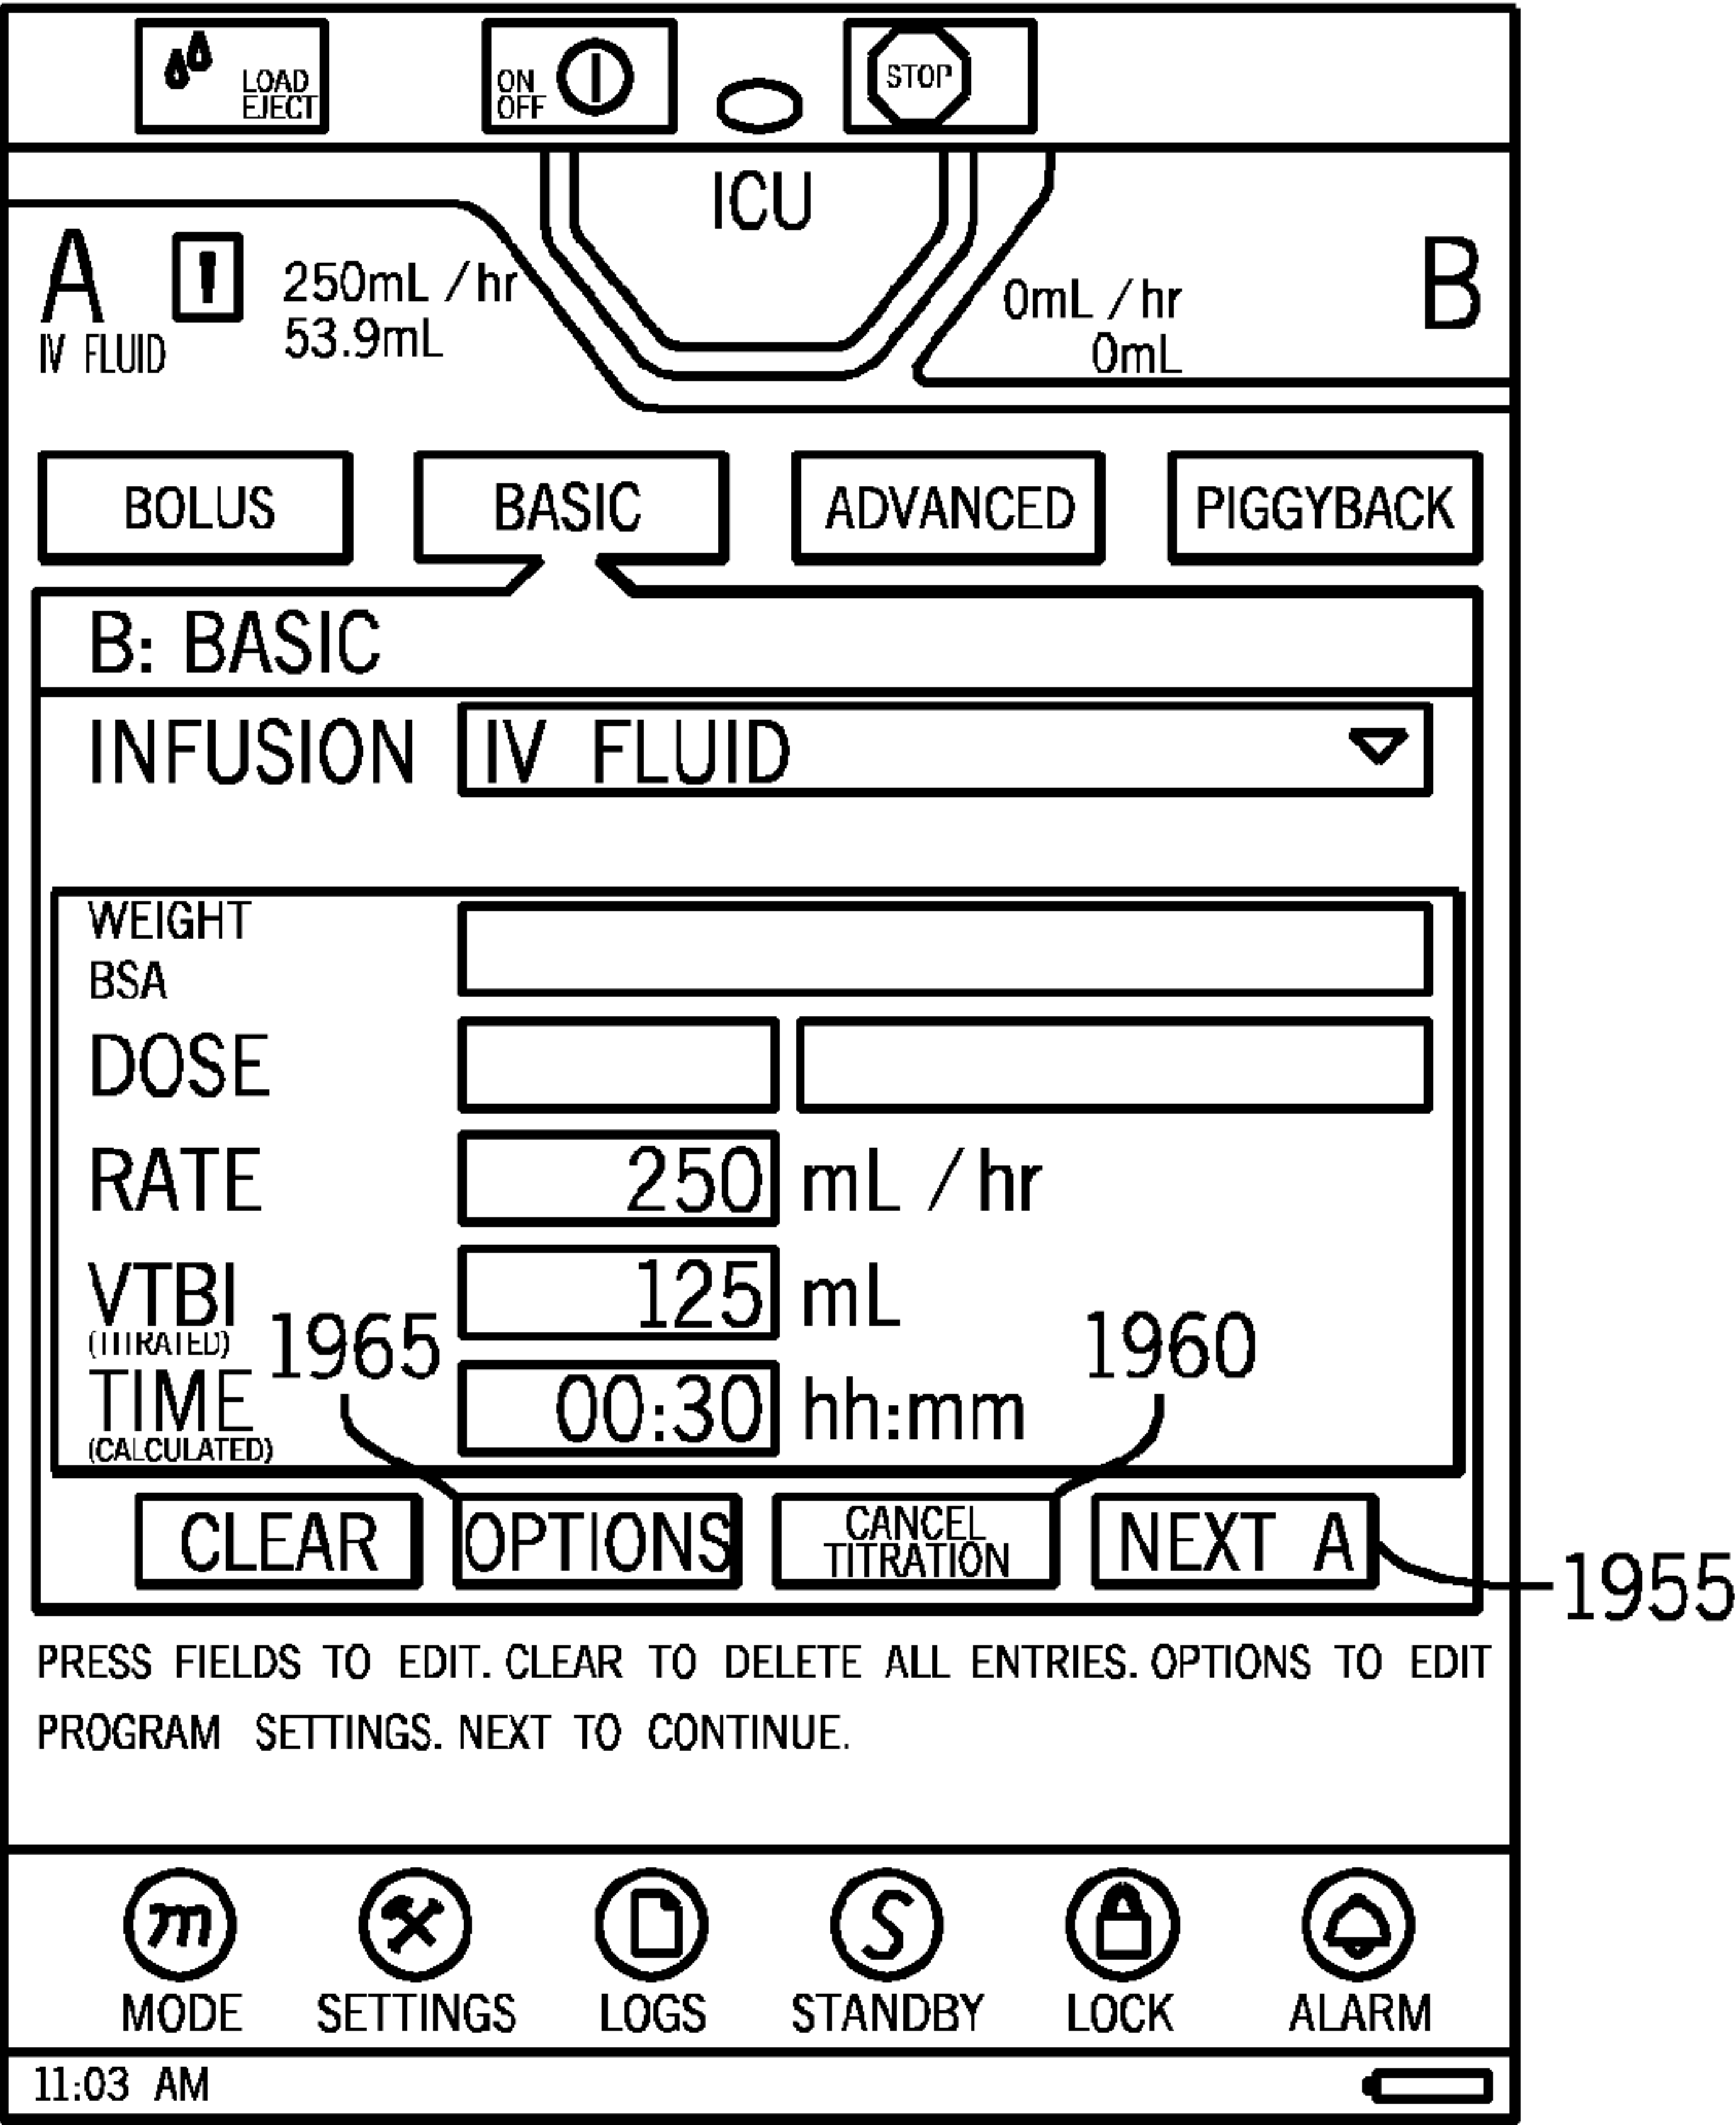 LOAD
EJECT
ON
OFF
STOP
ICU
A
IV FLUID
250mL/hr
53.9mL
0mL/hr
0mL
B
BOLUS
BASIC
ADVANCED
PIGGYBACK
B: BASIC
INFUSION IV FLUID
WEIGHT
BSA
DOSE
RATE 250 mL/hr
VTBI 125 mL
(TITRATED)
1965
1960
TIME 00:30 hh:mm
(CALCULATED)
CLEAR
OPTIONS
CANCEL
TITRATION
NEXT A
1955
PRESS FIELDS TO EDIT. CLEAR TO DELETE ALL ENTRIES. OPTIONS TO EDIT
PROGRAM SETTINGS. NEXT TO CONTINUE.
m
S
MODE
SETTINGS
LOGS
STANDBY
LOCK
ALARM
11:03 AM